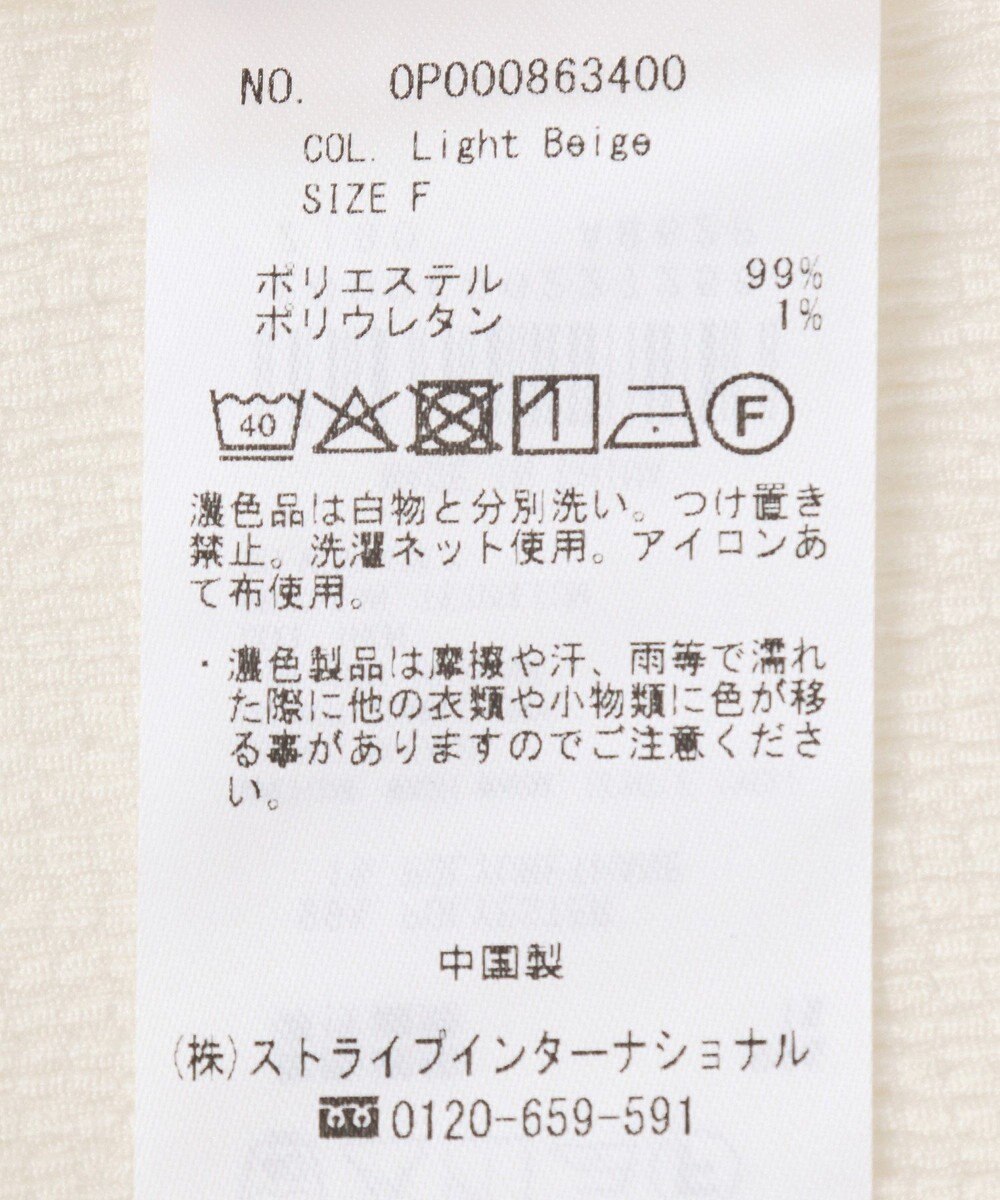 NO. 0P000863400
COL. Light Beige
SIZE F
ポリエステル 99%
ポリウレタン 1%
40 F
濃色品は白物と分別洗い。つけ置き
禁止。洗濯ネット使用。アイロンあ
て布使用。
・濃色製品は摩擦や汗、雨等で濡れ
た際に他の衣類や小物類に色が移
る事がありますのでご注意くださ
い。
中国製
(株)ストライプインターナショナル
0120-659-591